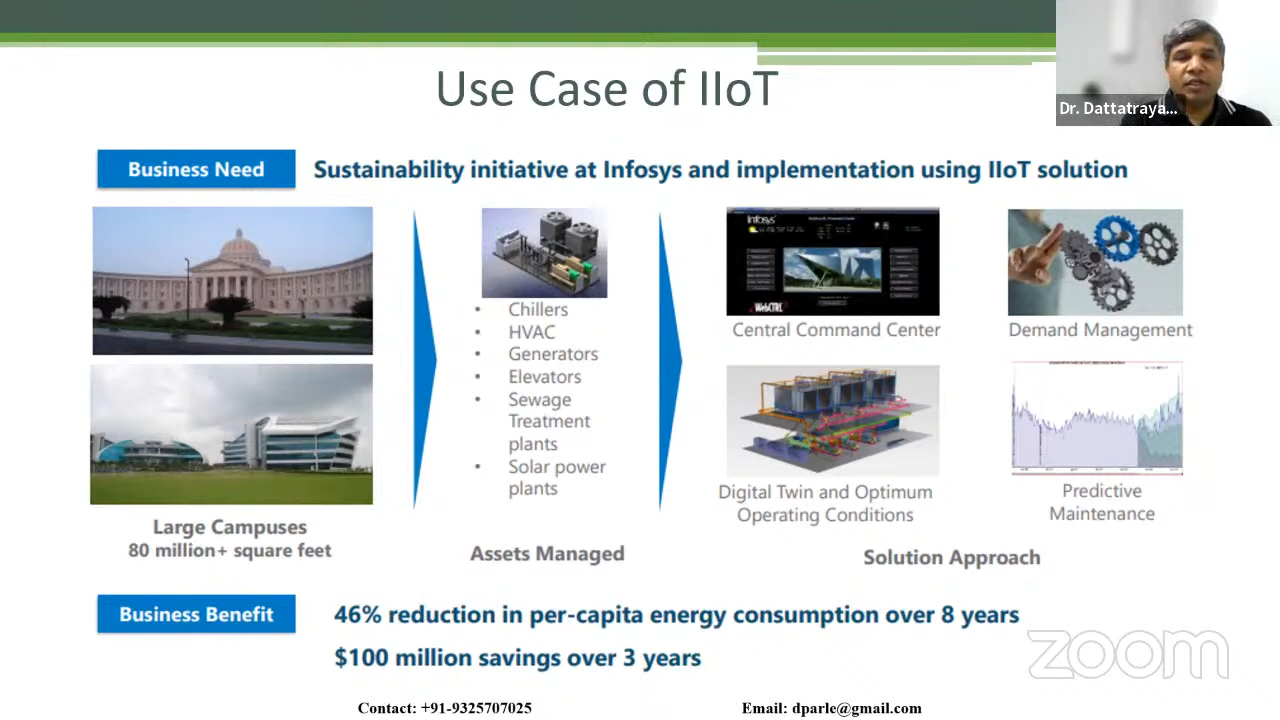 Use Case of IIoT
Dr. Dattatraya...
Business Need
Sustainability initiative at Infosys and implementation using IIoT solution
Large Campuses
80 million+ square feet
• Chillers
• HVAC
• Generators
• Elevators
• Sewage
Treatment
plants
• Solar power
plants
Assets Managed
Infosys
WebCTRL
Central Command Center
Demand Management
Digital Twin and Optimum
Operating Conditions
Predictive
Maintenance
Solution Approach
Business Benefit
46% reduction in per-capita energy consumption over 8 years
$100 million savings over 3 years
zoom
Contact: +91-9325707025
Email: dparle@gmail.com